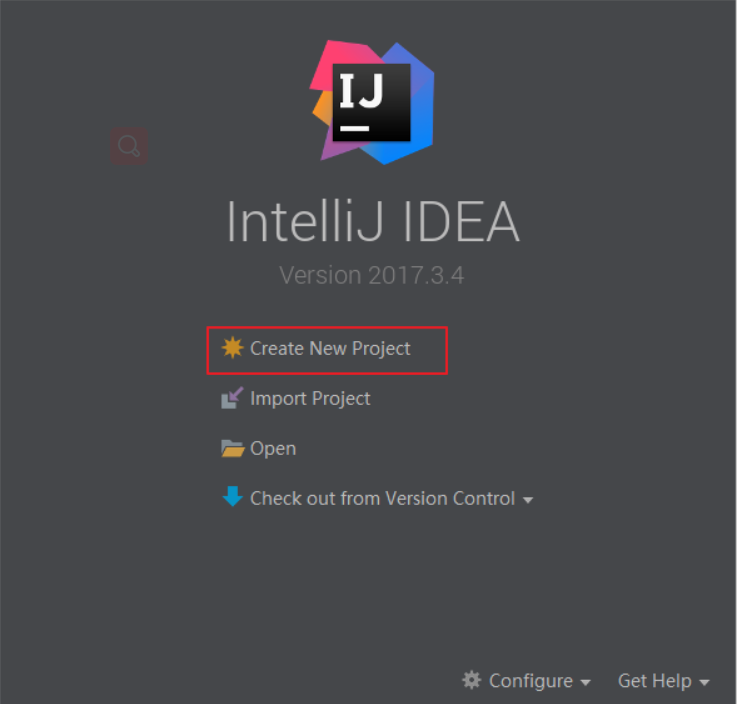 IJ
IntelliJ IDEA
Version 2017.3.4
Create New Project
Import Project
Open
Check out from Version Control
Configure
Get Help